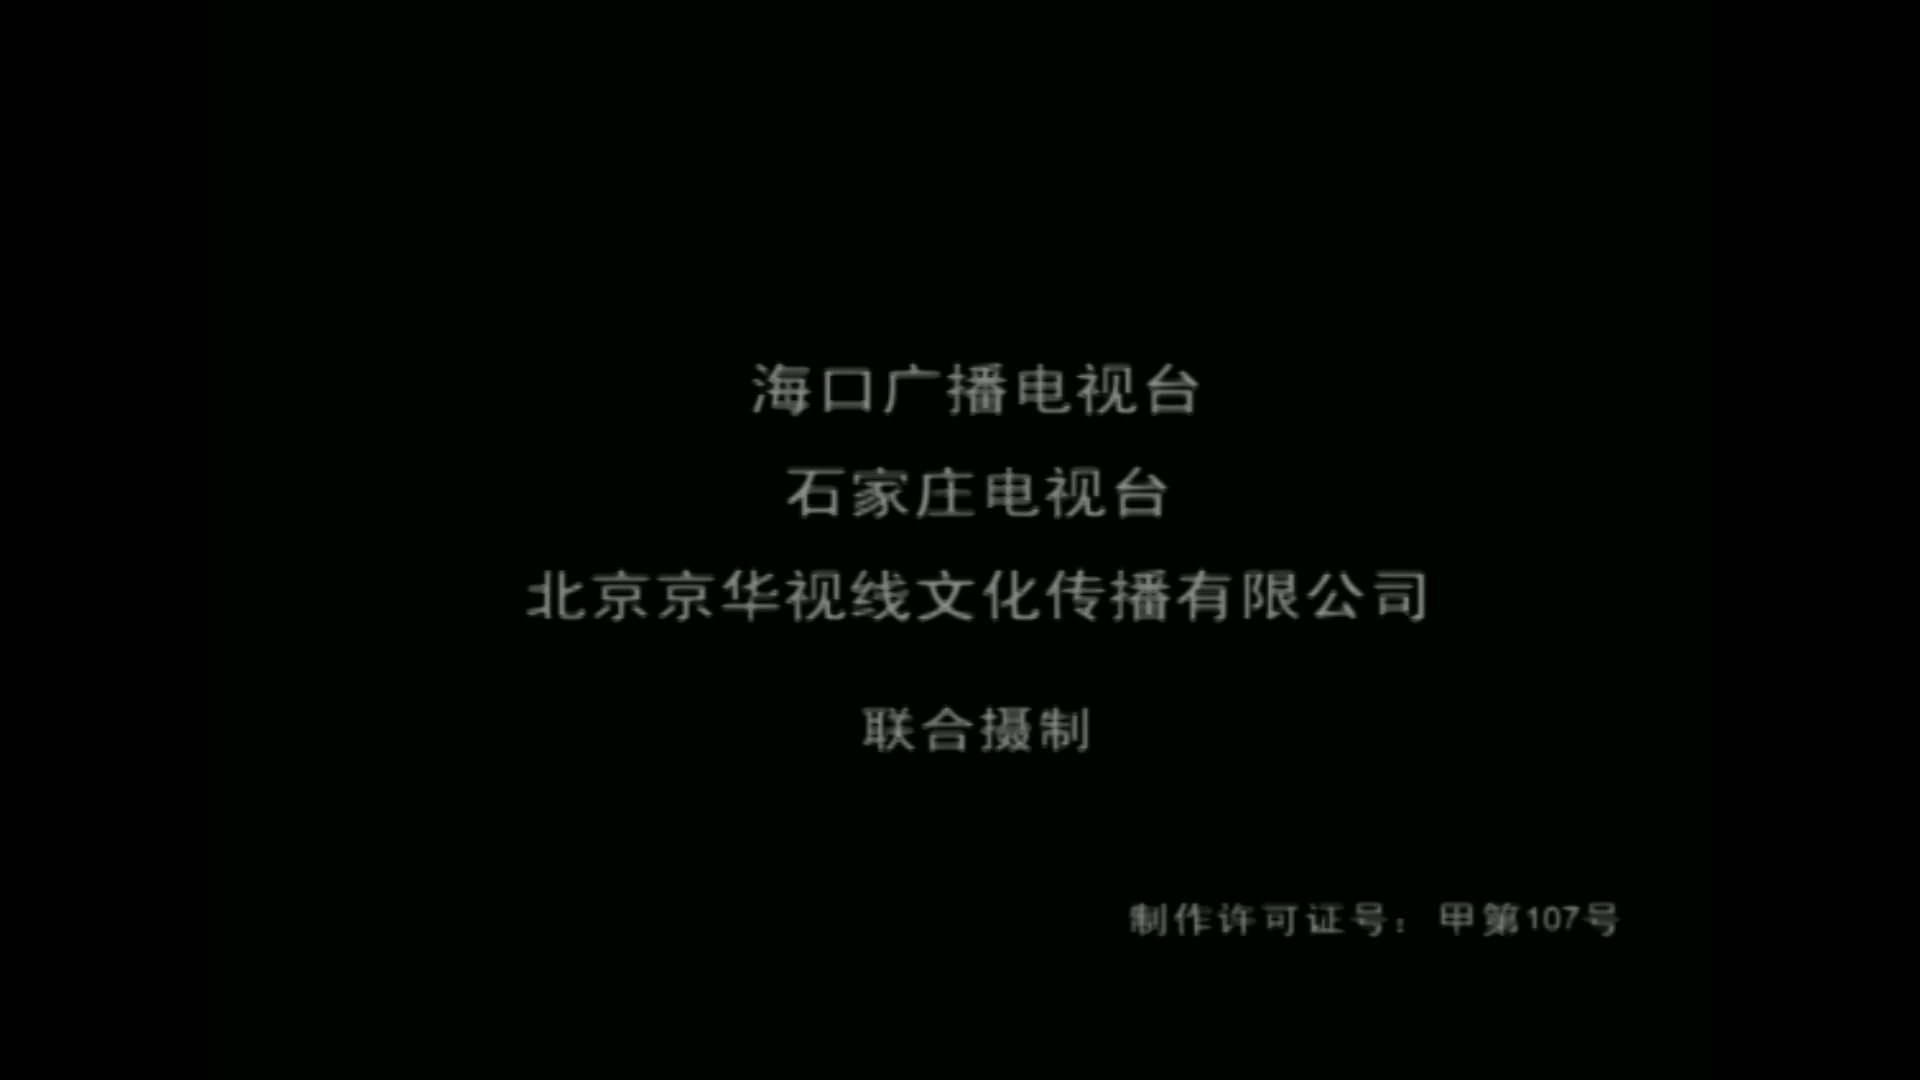 海口广播电视台
石家庄电视台
北京京华视线文化传播有限公司
联合摄制
制作许可证号：甲第107号